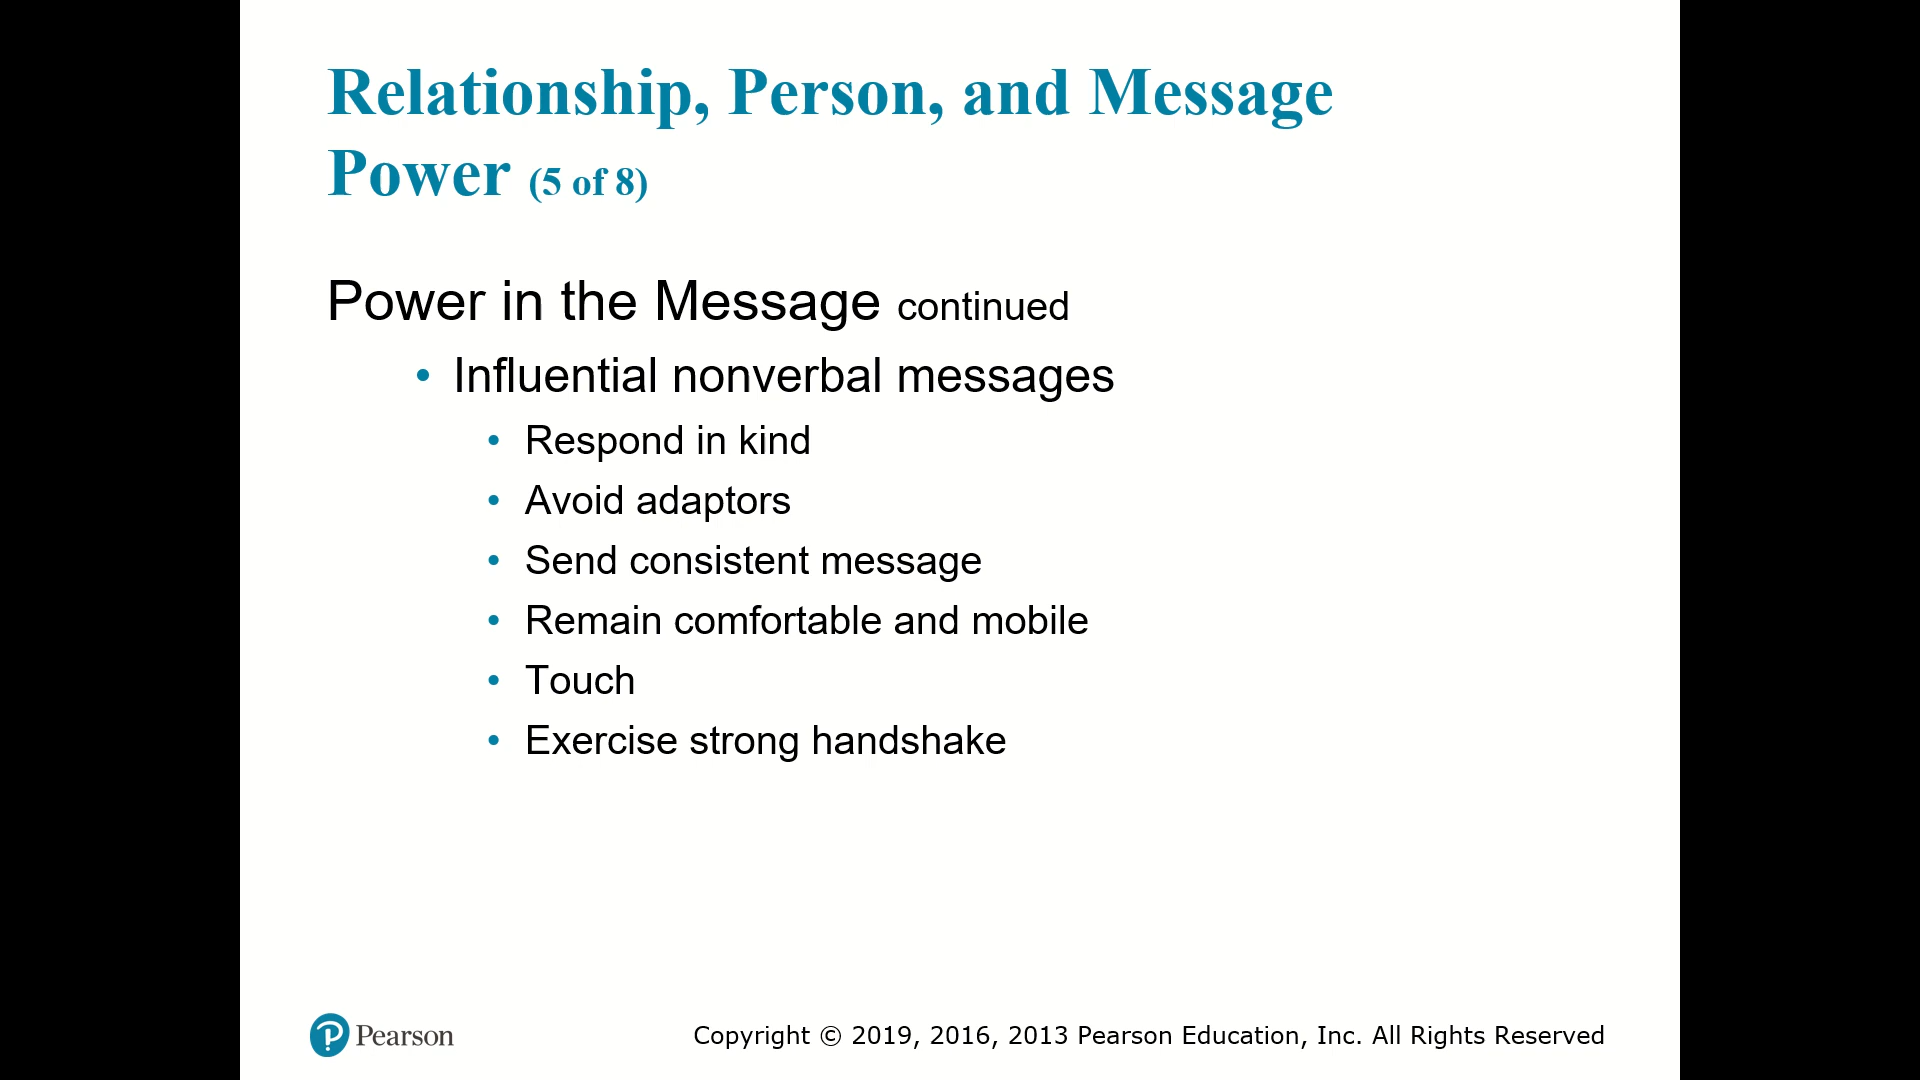 Relationship, Person, and Message
Power (5 of 8)
Power in the Message continued
• Influential nonverbal messages
• Respond in kind
• Avoid adaptors
• Send consistent message
• Remain comfortable and mobile
• Touch
• Exercise strong handshake
Pearson
Copyright © 2019, 2016, 2013 Pearson Education, Inc. All Rights Reserved